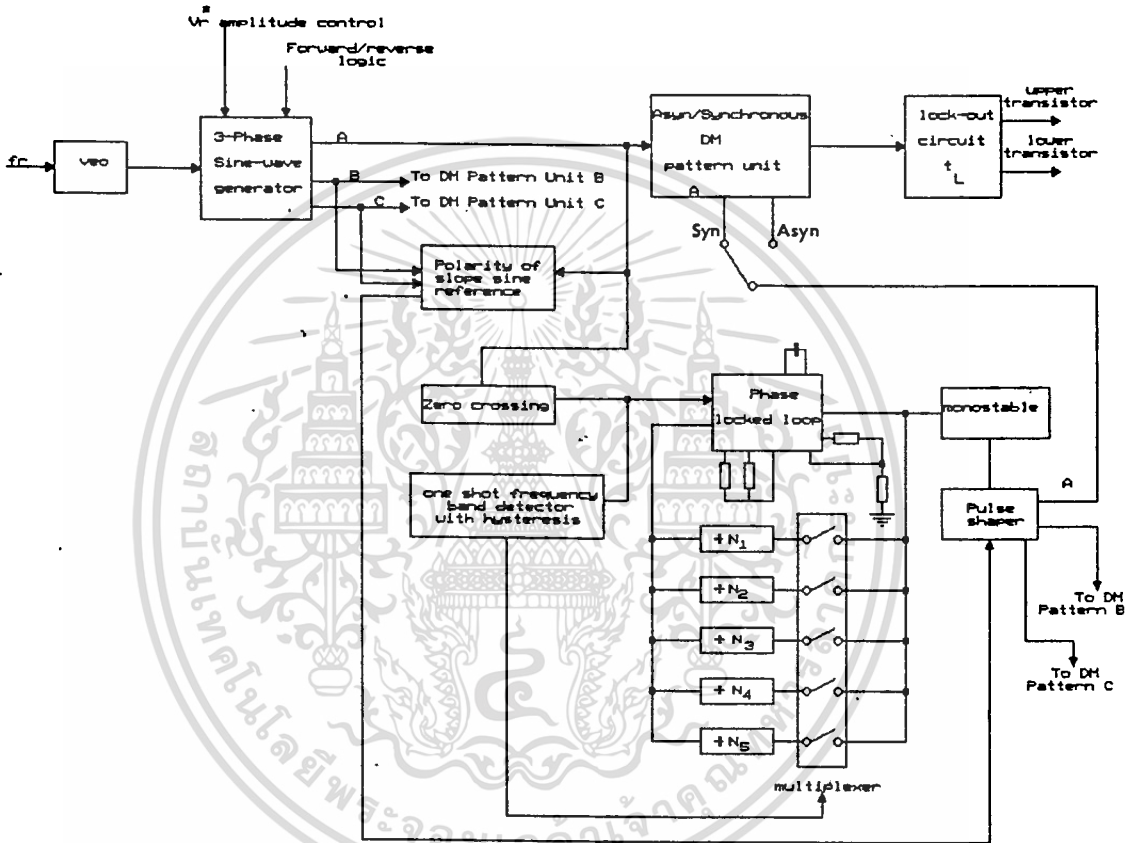 Vr* amplitude control
Forward/reverse
logic
fr
veo
3-Phase
Sine-wave
generator
A
B
C
To DM Pattern Unit B
To DM Pattern Unit C
Asyn/Synchronous
DM
pattern unit
A
lock-out
circuit
t L
upper
transistor
lower
transistor
Syn
Asyn
Polarity of
slope sine
reference
Zero crossing
Phase
locked loop
monostable
one shot frequency
band detector
with hysteresis
Pulse
shaper
A
÷ N1
÷ N2
÷ N3
÷ N4
÷ N5
multiplexer
To DM
Pattern B
To DM
Pattern C